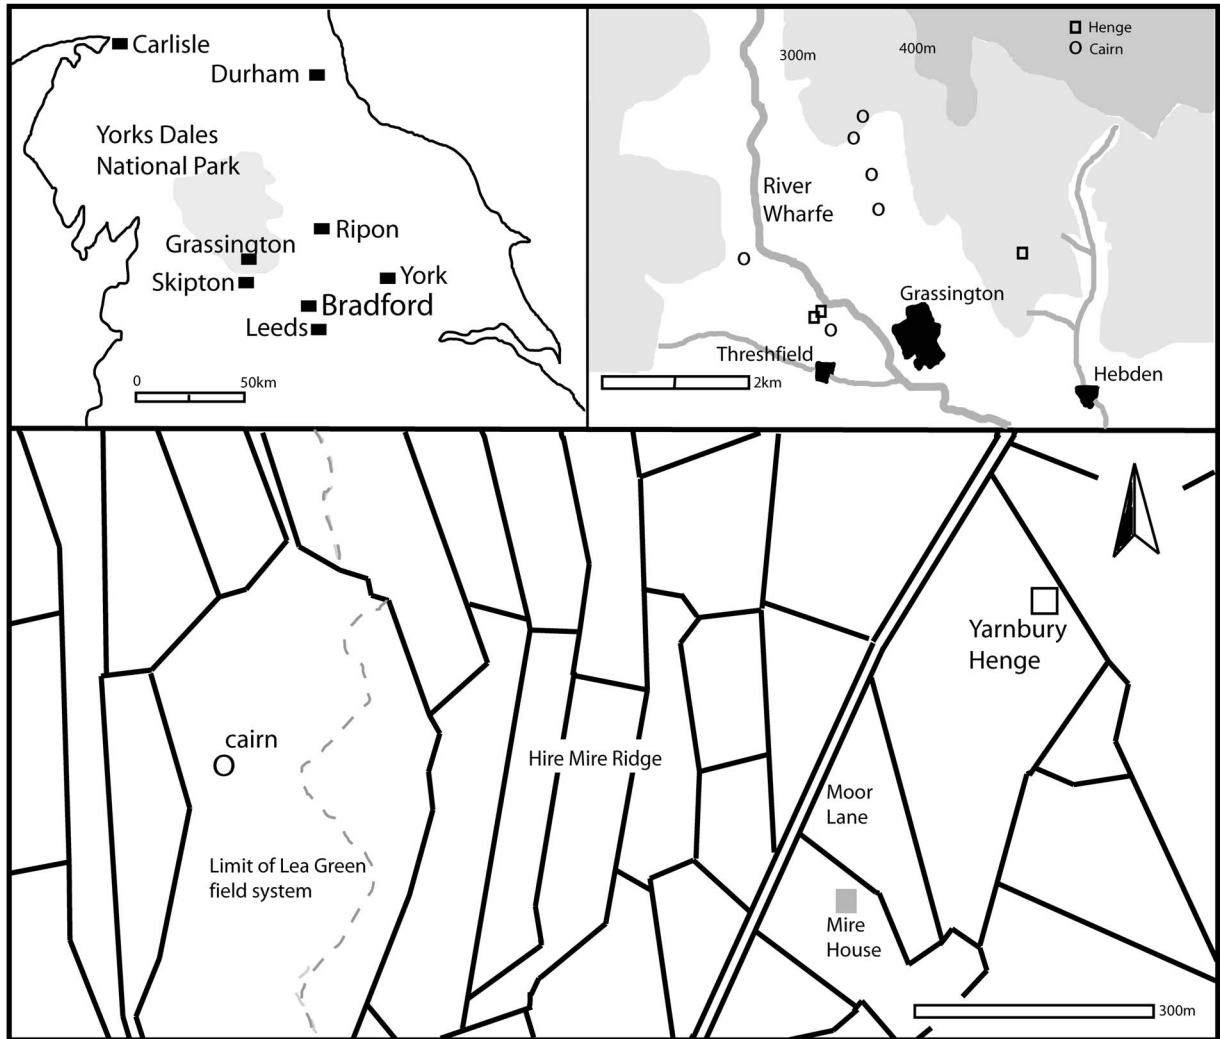 Carlisle
Durham
Yorks Dales
National Park
Ripon
Grassington
Skipton
York
Bradford
Leeds
0
50km
Henge
Cairn
300m
400m
River
Wharfe
Grassington
Threshfield
Hebden
2km
Yarnbury
Henge
cairn
Hire Mire Ridge
Moor
Lane
Limit of Lea Green
field system
Mire
House
300m